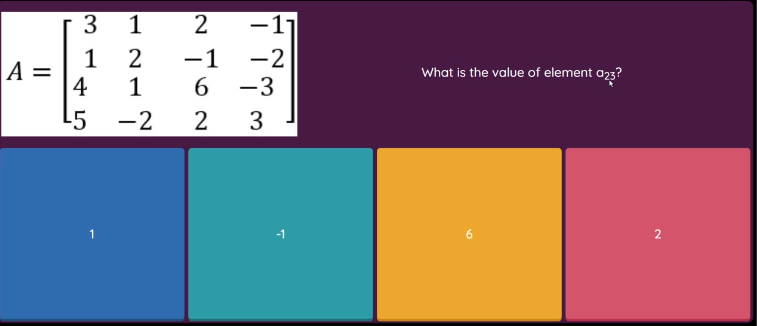 A =
3 1 2 −1
1 2 −1 −2
4 1 6 −3
5 −2 2 3
What is the value of element a₂₃?
1
-1
6
2